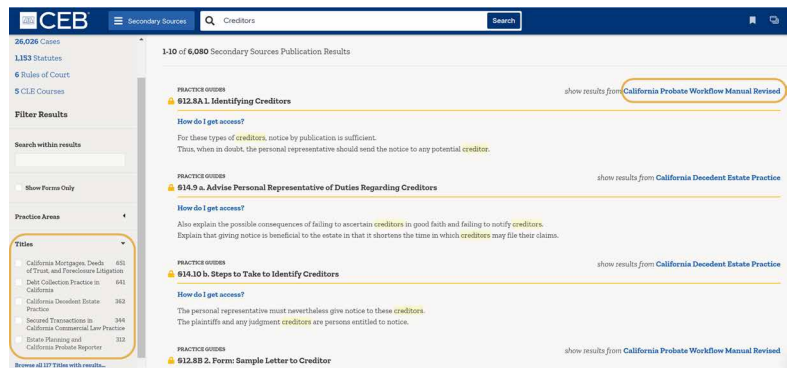 CEB
Secondary Sources
Creditors
Search
26,026 Cases
1,153 Statutes
6 Rules of Court
5 CLE Courses
Filter Results
Search within results
Show Forms Only
Practice Areas
Titles
California Mortgages, Deeds 651
of Trust, and Foreclosure Litigation
Debt Collection Practice in 641
California
California Decedent Estate 362
Practice
Secured Transactions in 344
California Commercial Law Practice
Estate Planning and 312
California Probate Reporter
Browse all 117 Titles with results...
1-10 of 6,080 Secondary Sources Publication Results
PRACTICE GUIDES
show results from California Probate Workflow Manual Revised
§12.8A 1. Identifying Creditors
How do I get access?
For these types of creditors, notice by publication is sufficient.
Thus, when in doubt, the personal representative should send the notice to any potential creditor.
PRACTICE GUIDES
show results from California Decedent Estate Practice
§14.9 a. Advise Personal Representative of Duties Regarding Creditors
How do I get access?
Also explain the possible consequences of failing to ascertain creditors in good faith and failing to notify creditors.
Explain that giving notice is beneficial to the estate in that it shortens the time in which creditors may file their claims.
PRACTICE GUIDES
show results from California Decedent Estate Practice
§14.10 b. Steps to Take to Identify Creditors
How do I get access?
The personal representative must nevertheless give notice to these creditors.
The plaintiffs and any judgment creditors are persons entitled to notice.
PRACTICE GUIDES
show results from California Probate Workflow Manual Revised
§12.8B 2. Form: Sample Letter to Creditor